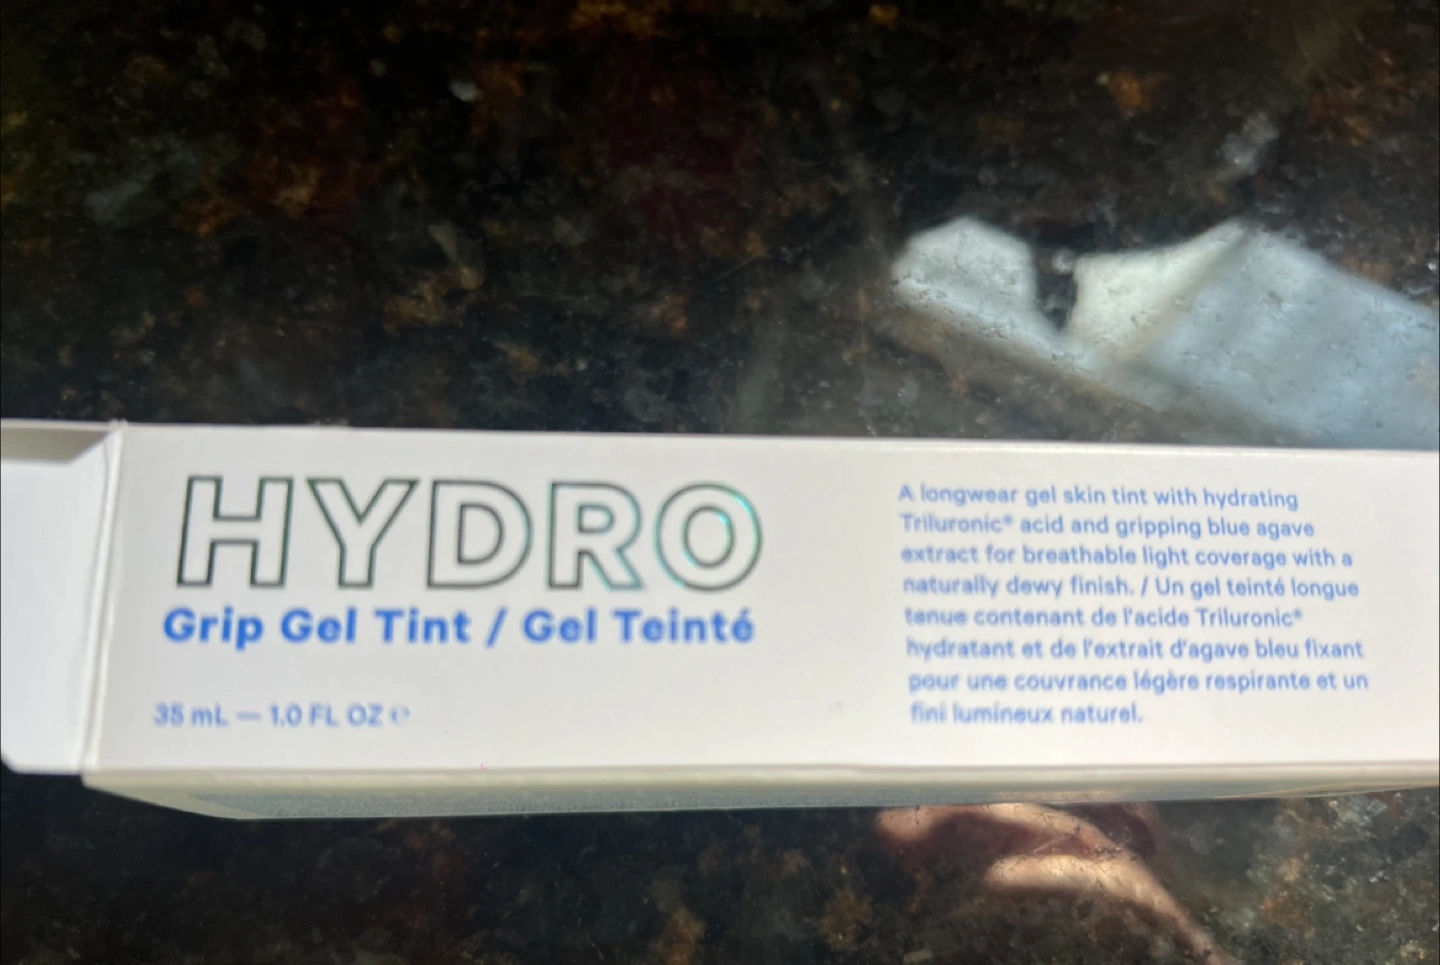 HYDRO
Grip Gel Tint / Gel Teinté
35 mL — 1.0 FL OZ ℮
A longwear gel skin tint with hydrating
Triluronic® acid and gripping blue agave
extract for breathable light coverage with a
naturally dewy finish. / Un gel teinté longue
tenue contenant de l'acide Triluronic®
hydratant et de l'extrait d'agave bleu fixant
pour une couvrance légère respirante et un
fini lumineux naturel.